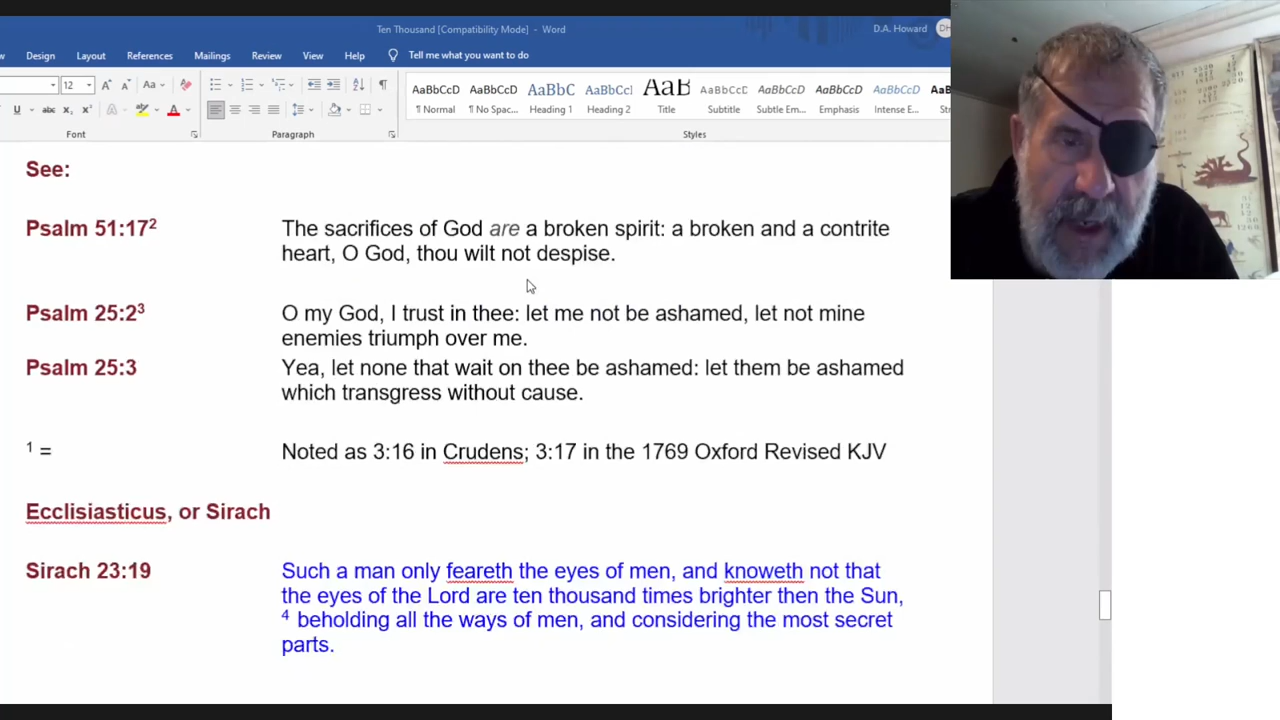 Ten Thousand [Compatibility Mode] - Word
D.A. Howard
DH
Design Layout References Mailings Review View Help Tell me what you want to do
12
Aa
AaBbCcD AaBbCcD AaBbC AaBbCcl AaB AaBbCcD AaBbCcD AaBbCcD AaBbCcD AaB
U abc x₂ x² A A
¶ Normal ¶ No Spac... Heading 1 Heading 2 Title Subtitle Subtle Em... Emphasis Intense E... Str
Font Paragraph Styles
See:
Psalm 51:17² The sacrifices of God are a broken spirit: a broken and a contrite
heart, O God, thou wilt not despise.
Psalm 25:2³ O my God, I trust in thee: let me not be ashamed, let not mine
enemies triumph over me.
Psalm 25:3 Yea, let none that wait on thee be ashamed: let them be ashamed
which transgress without cause.
¹ = Noted as 3:16 in Crudens; 3:17 in the 1769 Oxford Revised KJV
Ecclisiasticus, or Sirach
Sirach 23:19 Such a man only feareth the eyes of men, and knoweth not that
the eyes of the Lord are ten thousand times brighter then the Sun,
⁴ beholding all the ways of men, and considering the most secret
parts.